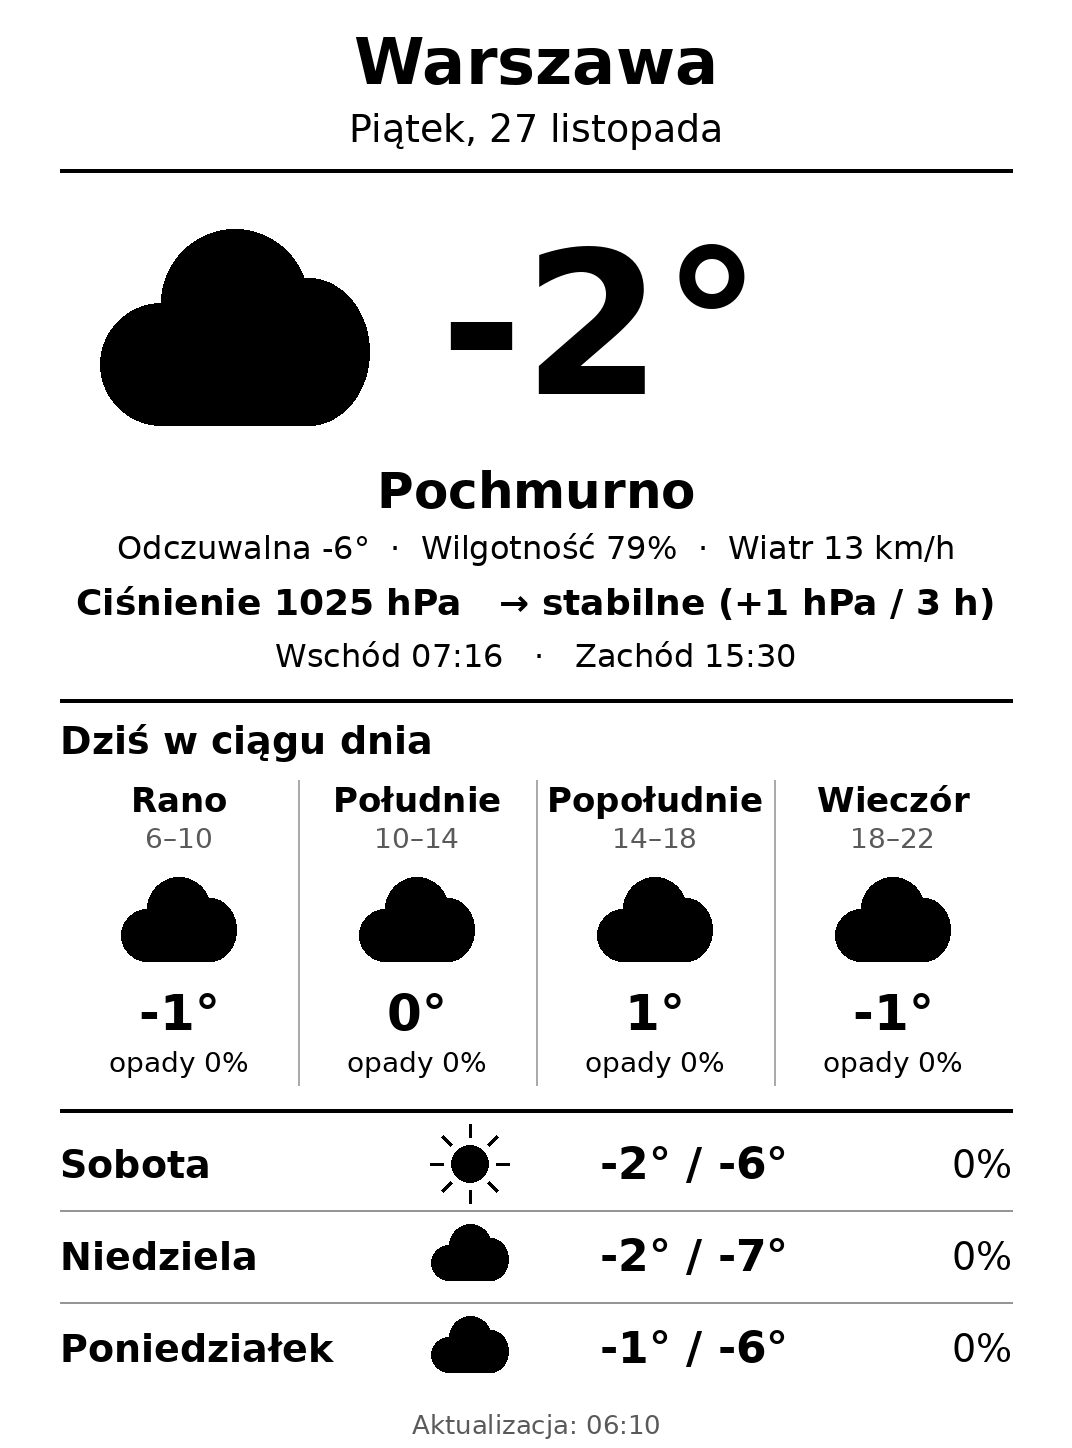 Warszawa
Piątek, 27 listopada
-2°
Pochmurno
Odczuwalna -6° · Wilgotność 79% · Wiatr 13 km/h
Ciśnienie 1025 hPa → stabilne (+1 hPa / 3 h)
Wschód 07:16 · Zachód 15:30
Dziś w ciągu dnia
Rano Południe Popołudnie Wieczór
6–10 10–14 14–18 18–22
-1° 0° 1° -1°
opady 0% opady 0% opady 0% opady 0%
Sobota -2° / -6° 0%
Niedziela -2° / -7° 0%
Poniedziałek -1° / -6° 0%
Aktualizacja: 06:10